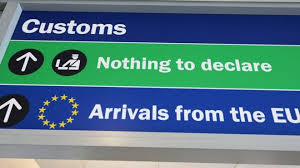 Customs
Nothing to declare
Arrivals from the EU